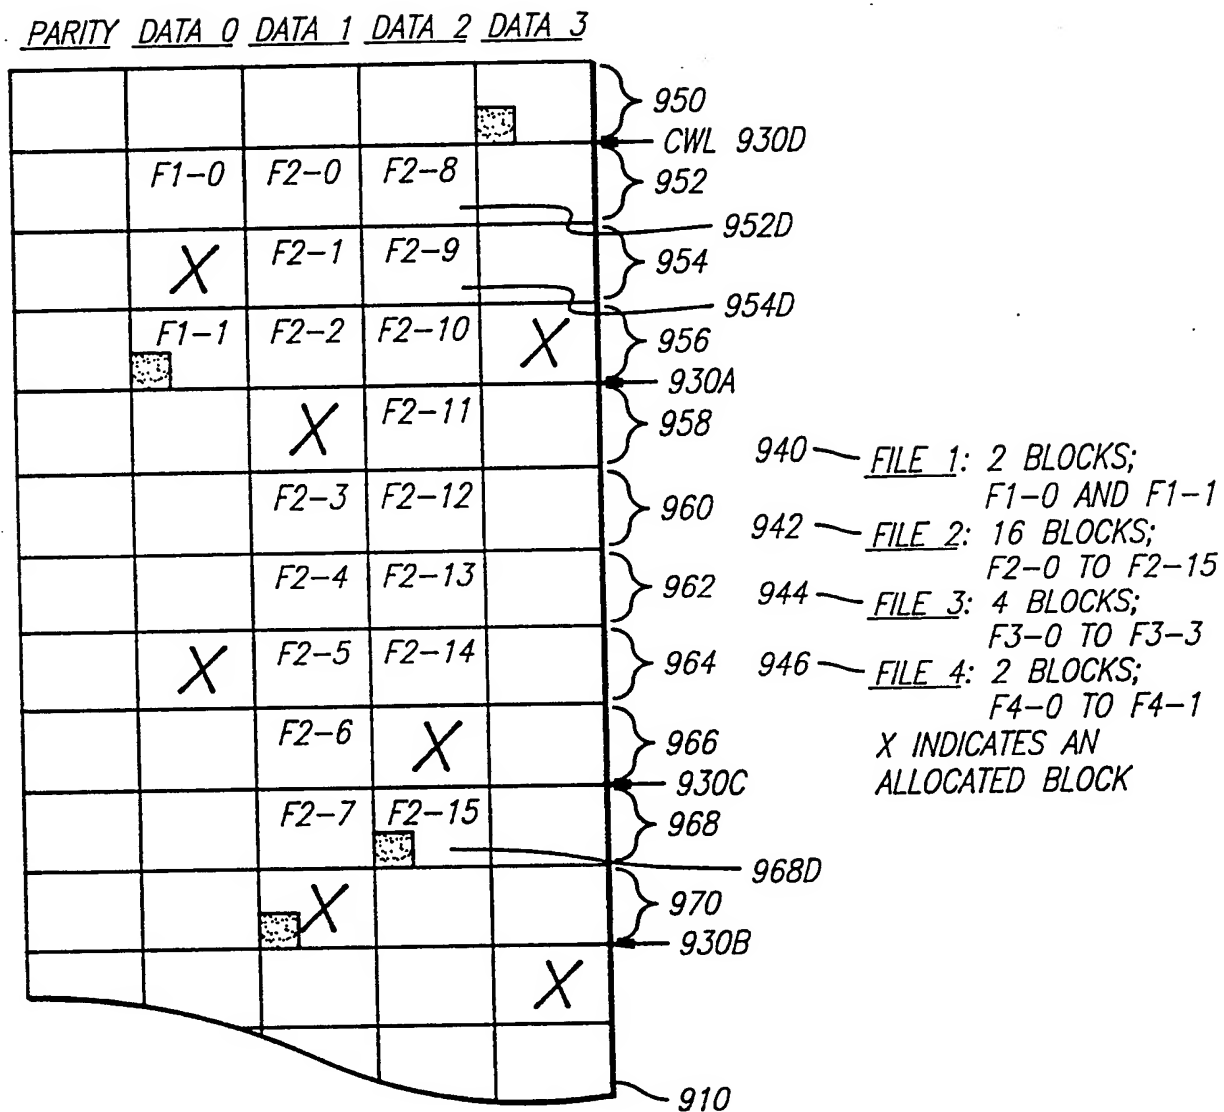 PARITY DATA 0 DATA 1 DATA 2 DATA 3
950
CWL 930D
F1-0 F2-0 F2-8
952
952D
X F2-1 F2-9
954
954D
F1-1 F2-2 F2-10 X
956
930A
X F2-11
958
F2-3 F2-12
960
F2-4 F2-13
962
X F2-5 F2-14
964
F2-6 X
966
930C
F2-7 F2-15
968
968D
X
970
930B
X
910
940 FILE 1: 2 BLOCKS;
F1-0 AND F1-1
942 FILE 2: 16 BLOCKS;
F2-0 TO F2-15
944 FILE 3: 4 BLOCKS;
F3-0 TO F3-3
946 FILE 4: 2 BLOCKS;
F4-0 TO F4-1
X INDICATES AN
ALLOCATED BLOCK